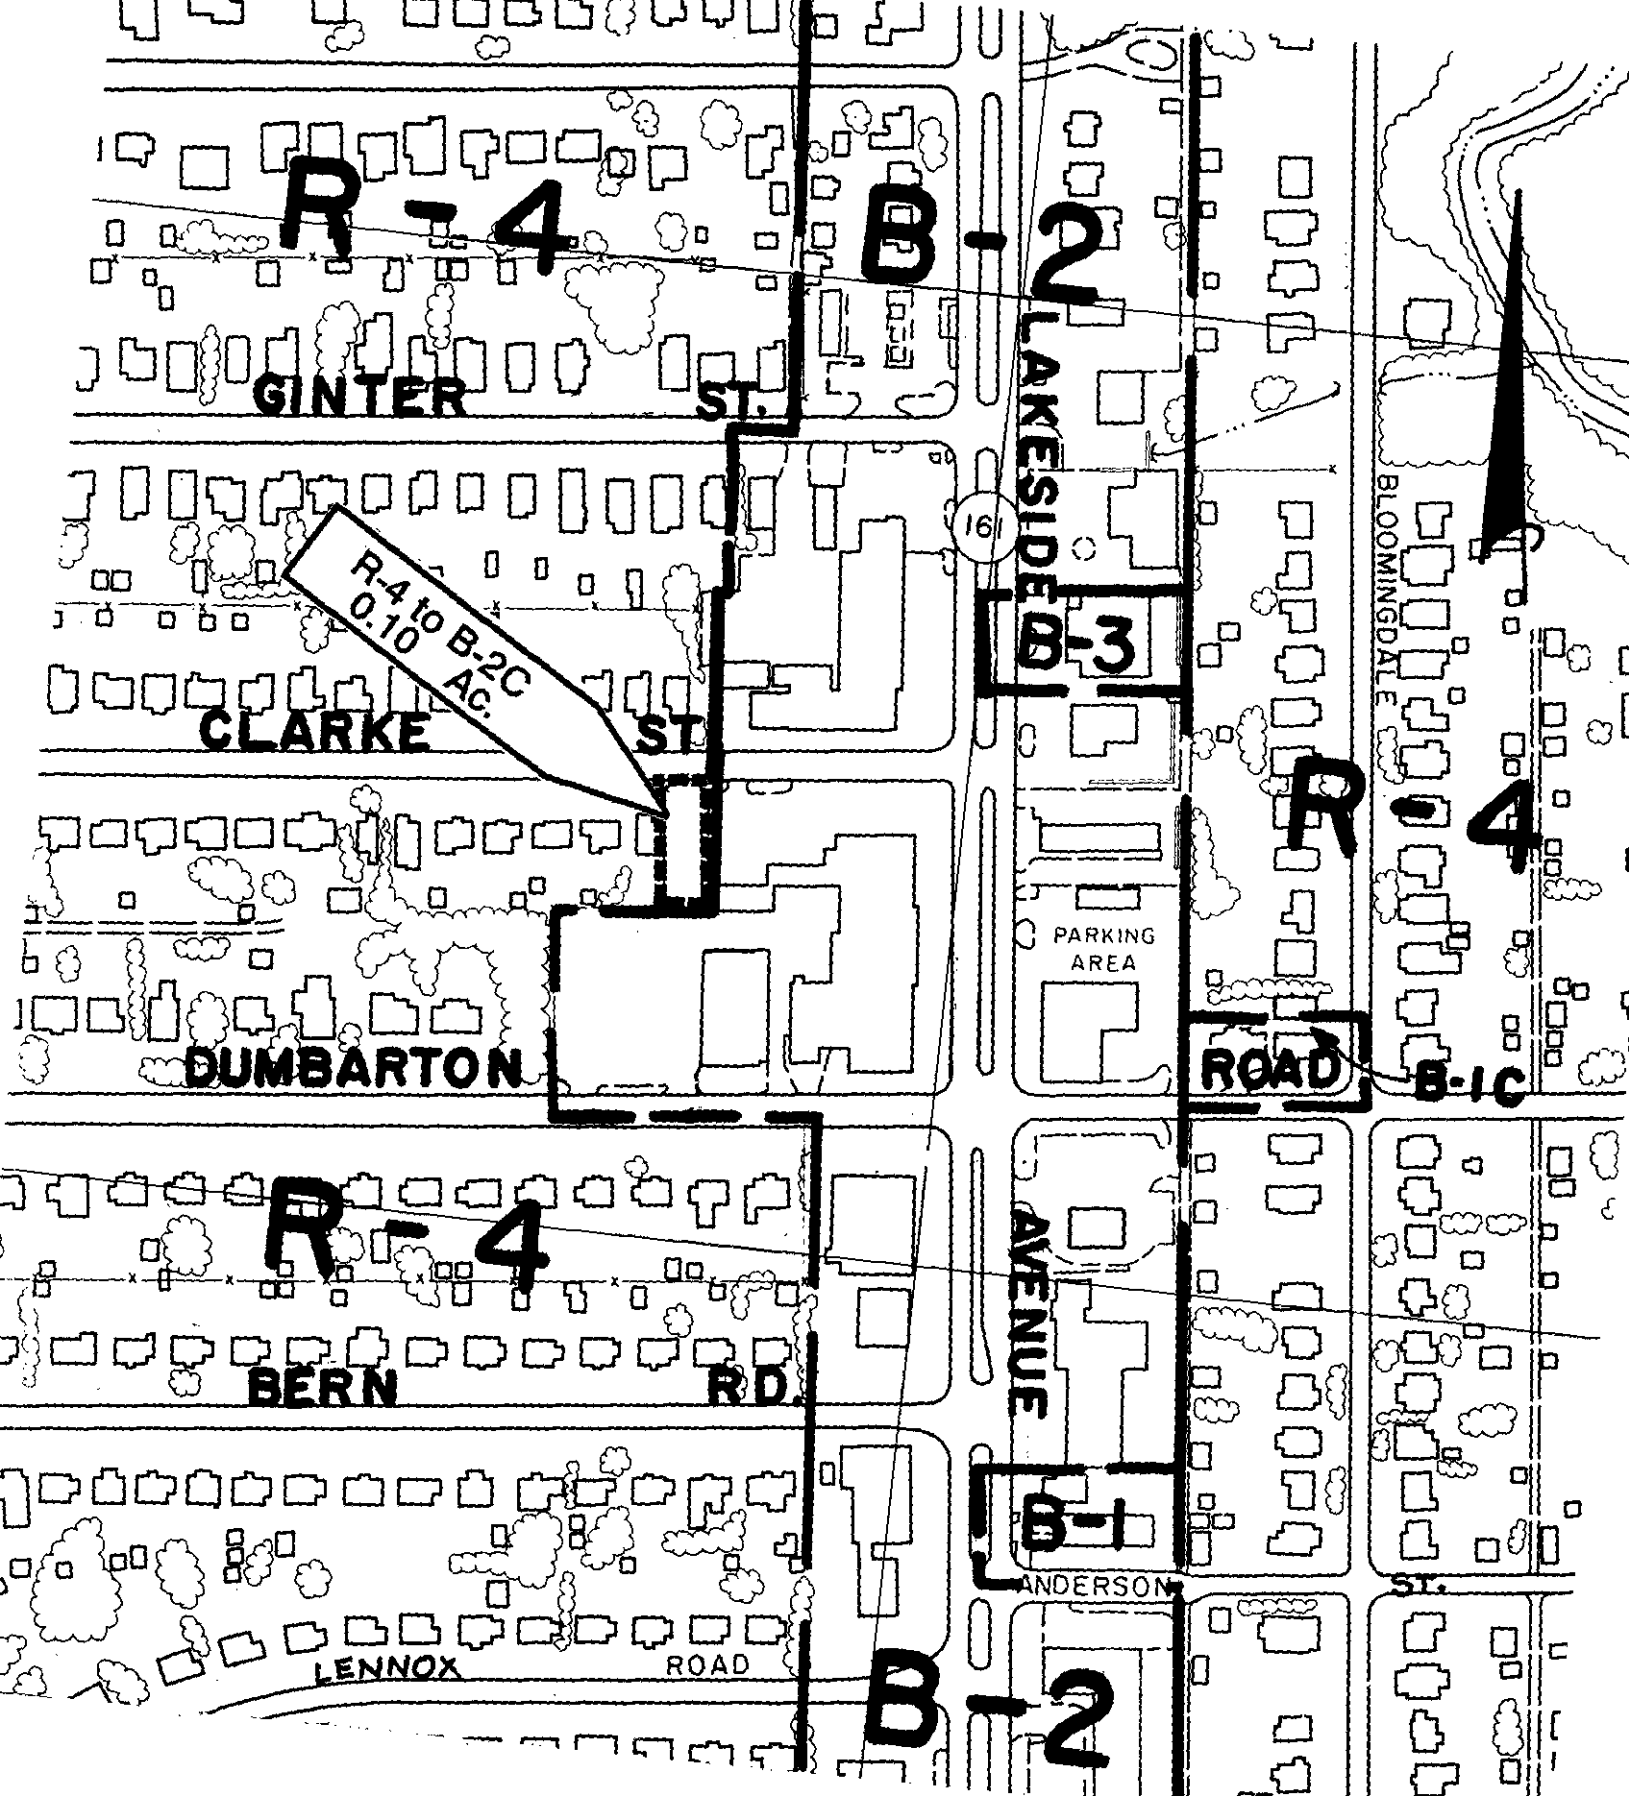 R-4
B-2
GINTER ST.
LAKESIDE
161
BLOOMINGDALE
R-4 to B-2C
0.10 Ac.
B-3
CLARKE ST
R-4
PARKING
AREA
DUMBARTON
ROAD
B-1C
R-4
AVENUE
BERN RD.
B-1
ANDERSON ST.
LENNOX ROAD
B-2